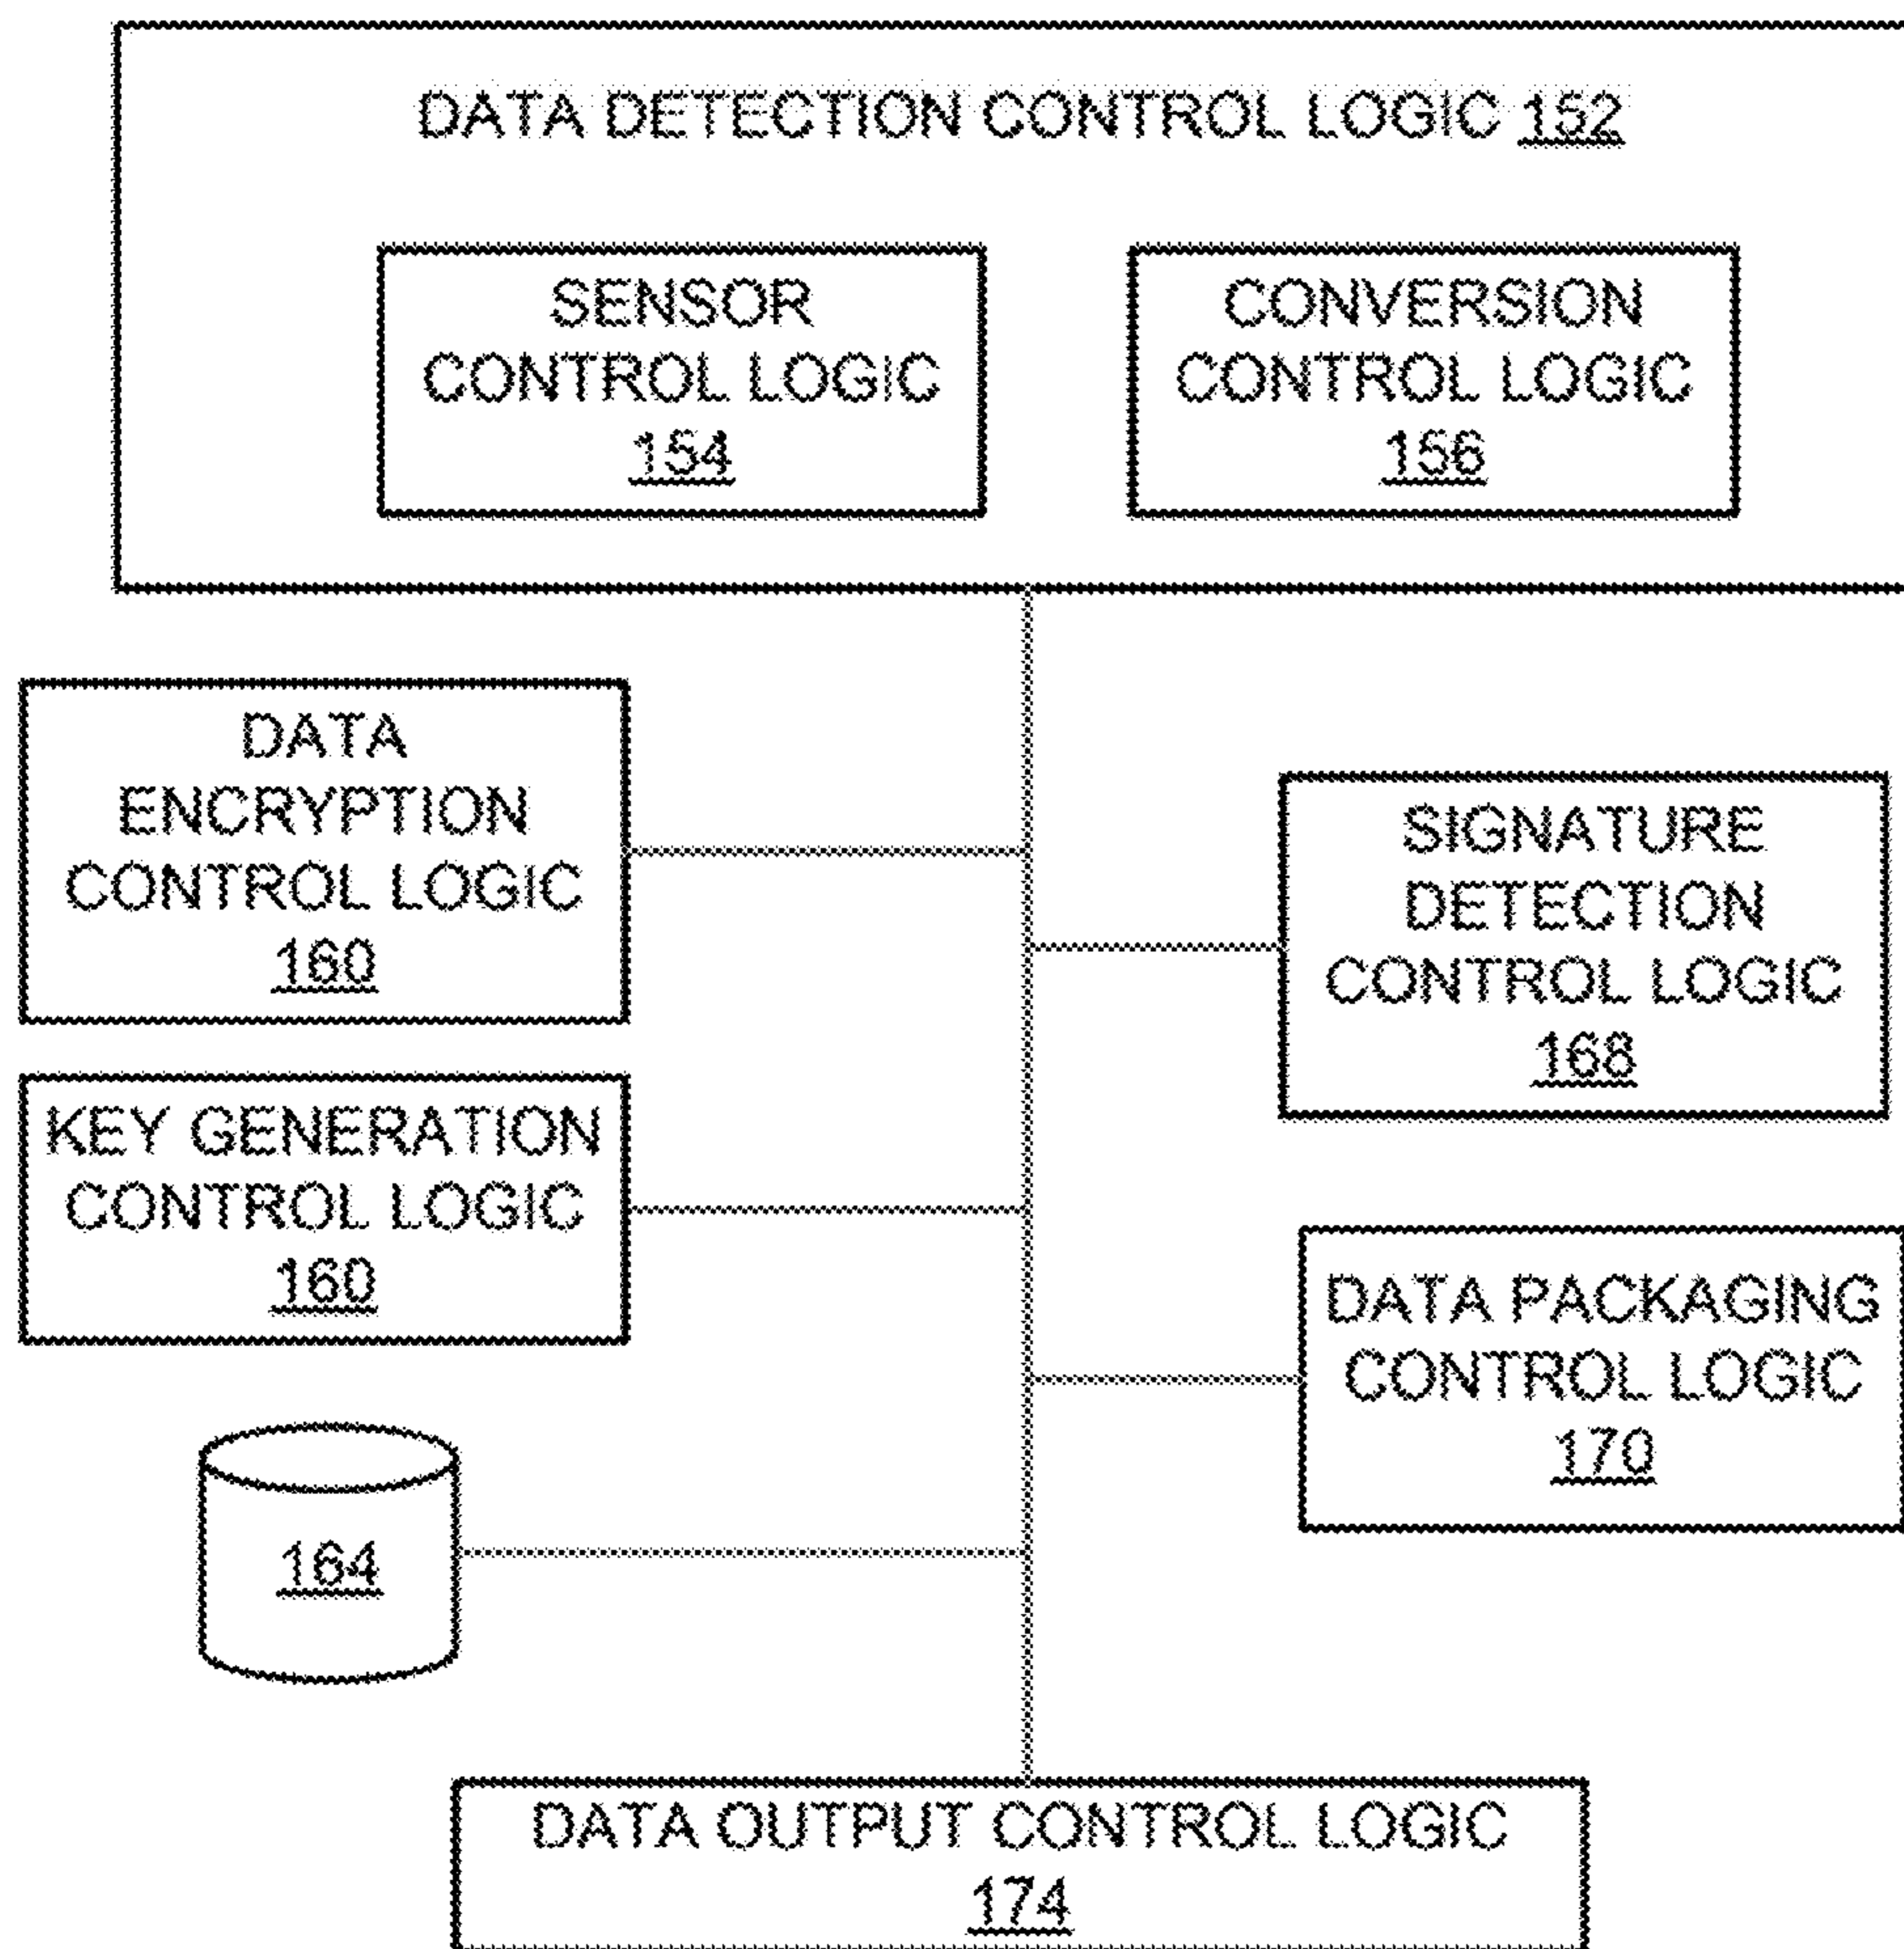 DATA DETECTION CONTROL LOGIC 152
SENSOR
CONTROL LOGIC
154
CONVERSION
CONTROL LOGIC
156
DATA
ENCRYPTION
CONTROL LOGIC
160
SIGNATURE
DETECTION
CONTROL LOGIC
168
KEY GENERATION
CONTROL LOGIC
160
DATA PACKAGING
CONTROL LOGIC
170
164
DATA OUTPUT CONTROL LOGIC
174